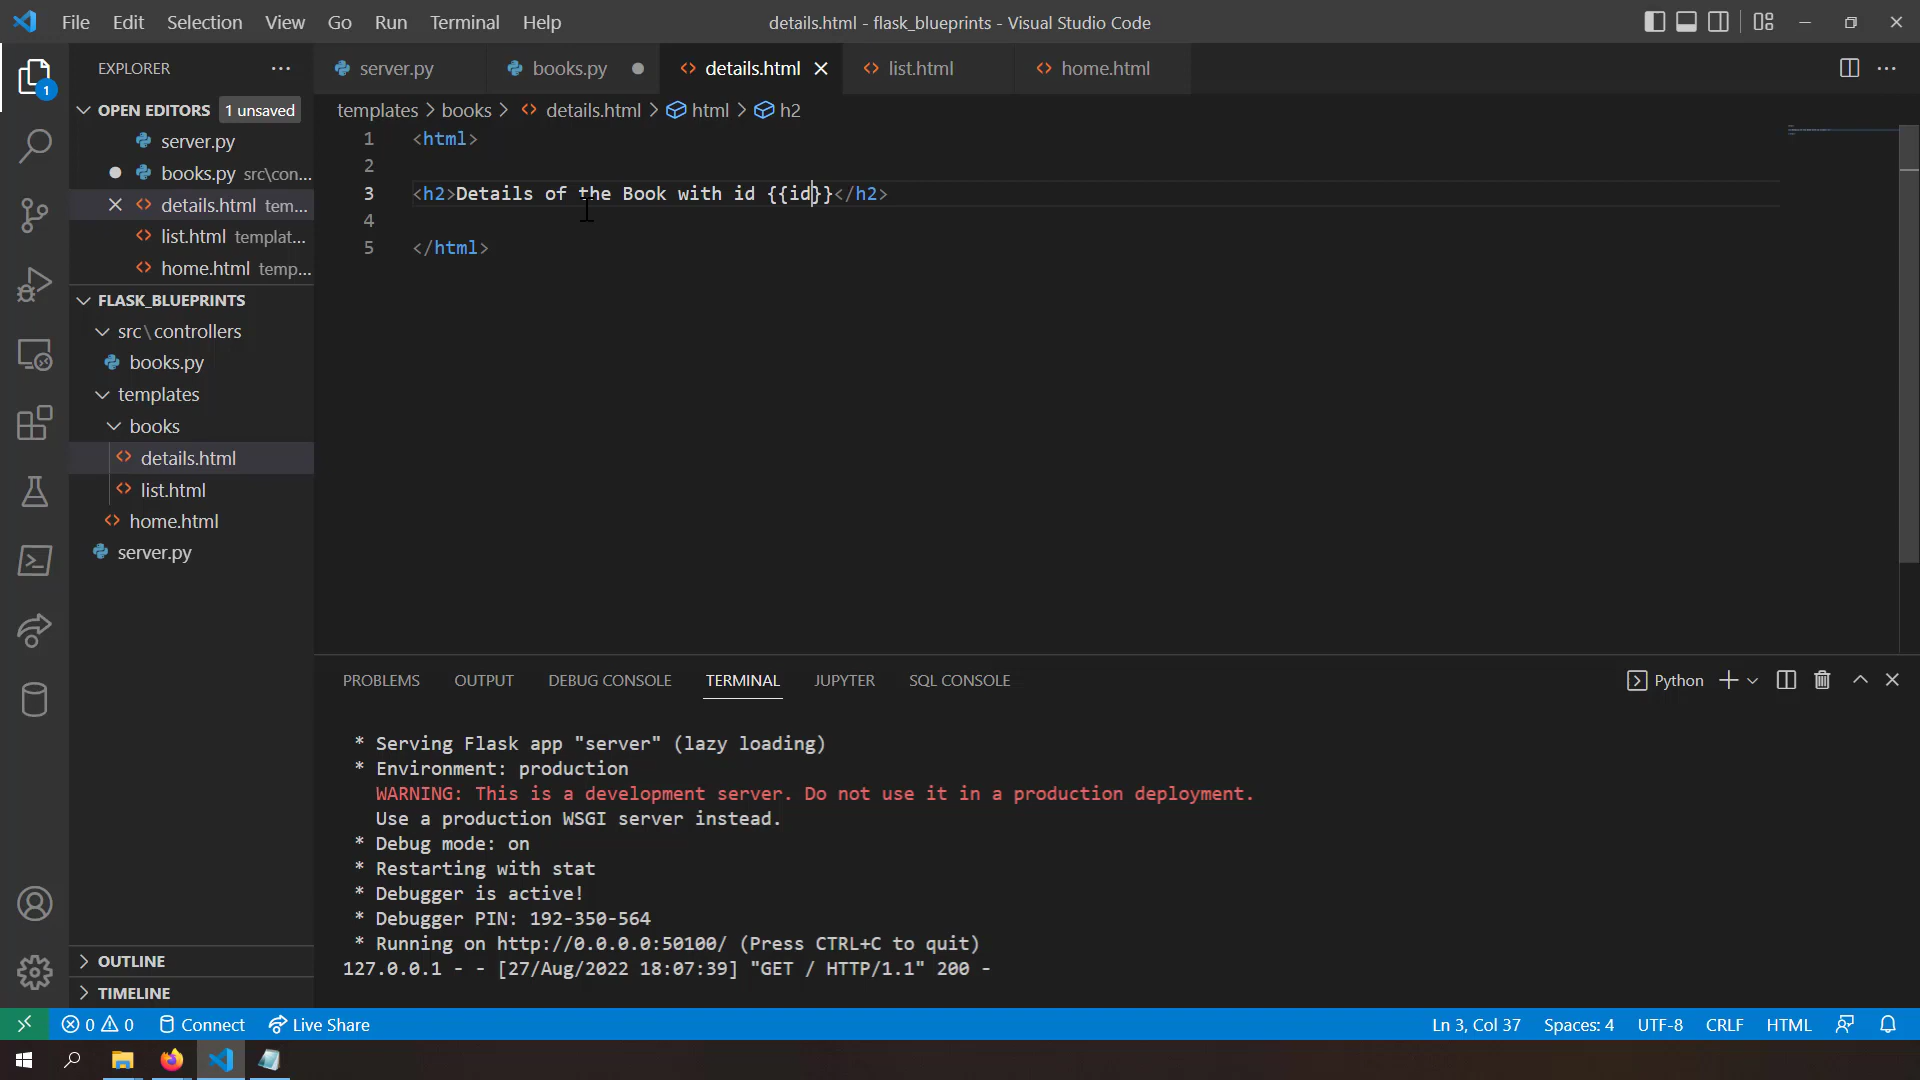 File Edit Selection View Go Run Terminal Help
details.html - flask_blueprints - Visual Studio Code
EXPLORER
server.py books.py details.html list.html home.html
1
OPEN EDITORS 1 unsaved
server.py
books.py src\con...
details.html tem...
list.html templat...
home.html temp...
FLASK_BLUEPRINTS
src\controllers
books.py
templates
books
details.html
list.html
home.html
server.py
OUTLINE
TIMELINE
templates > books > details.html > html > h2
1 <html>
2
3 <h2>Details of the Book with id {{id}}</h2>
4
5 </html>
PROBLEMS OUTPUT DEBUG CONSOLE TERMINAL JUPYTER SQL CONSOLE
Python
* Serving Flask app "server" (lazy loading)
* Environment: production
WARNING: This is a development server. Do not use it in a production deployment.
Use a production WSGI server instead.
* Debug mode: on
* Restarting with stat
* Debugger is active!
* Debugger PIN: 192-350-564
* Running on http://0.0.0.0:50100/ (Press CTRL+C to quit)
127.0.0.1 - - [27/Aug/2022 18:07:39] "GET / HTTP/1.1" 200 -
0 0 Connect Live Share
Ln 3, Col 37 Spaces: 4 UTF-8 CRLF HTML